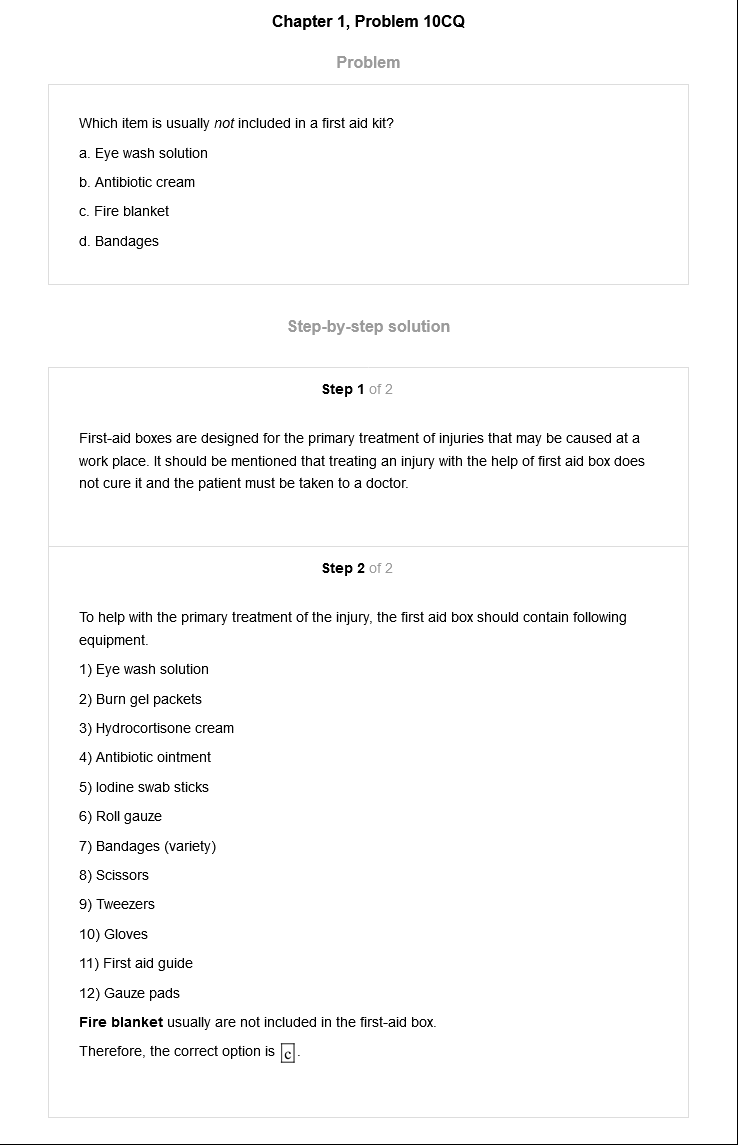 Chapter 1, Problem 10CQ
Problem
Which item is usually not included in a first aid kit?
a. Eye wash solution
b. Antibiotic cream
c. Fire blanket
d. Bandages
Step-by-step solution
Step 1 of 2
First-aid boxes are designed for the primary treatment of injuries that may be caused at a
work place. It should be mentioned that treating an injury with the help of first aid box does
not cure it and the patient must be taken to a doctor.
Step 2 of 2
To help with the primary treatment of the injury, the first aid box should contain following
equipment.
1) Eye wash solution
2) Burn gel packets
3) Hydrocortisone cream
4) Antibiotic ointment
5) Iodine swab sticks
6) Roll gauze
7) Bandages (variety)
8) Scissors
9) Tweezers
10) Gloves
11) First aid guide
12) Gauze pads
Fire blanket usually are not included in the first-aid box.
Therefore, the correct option is c.